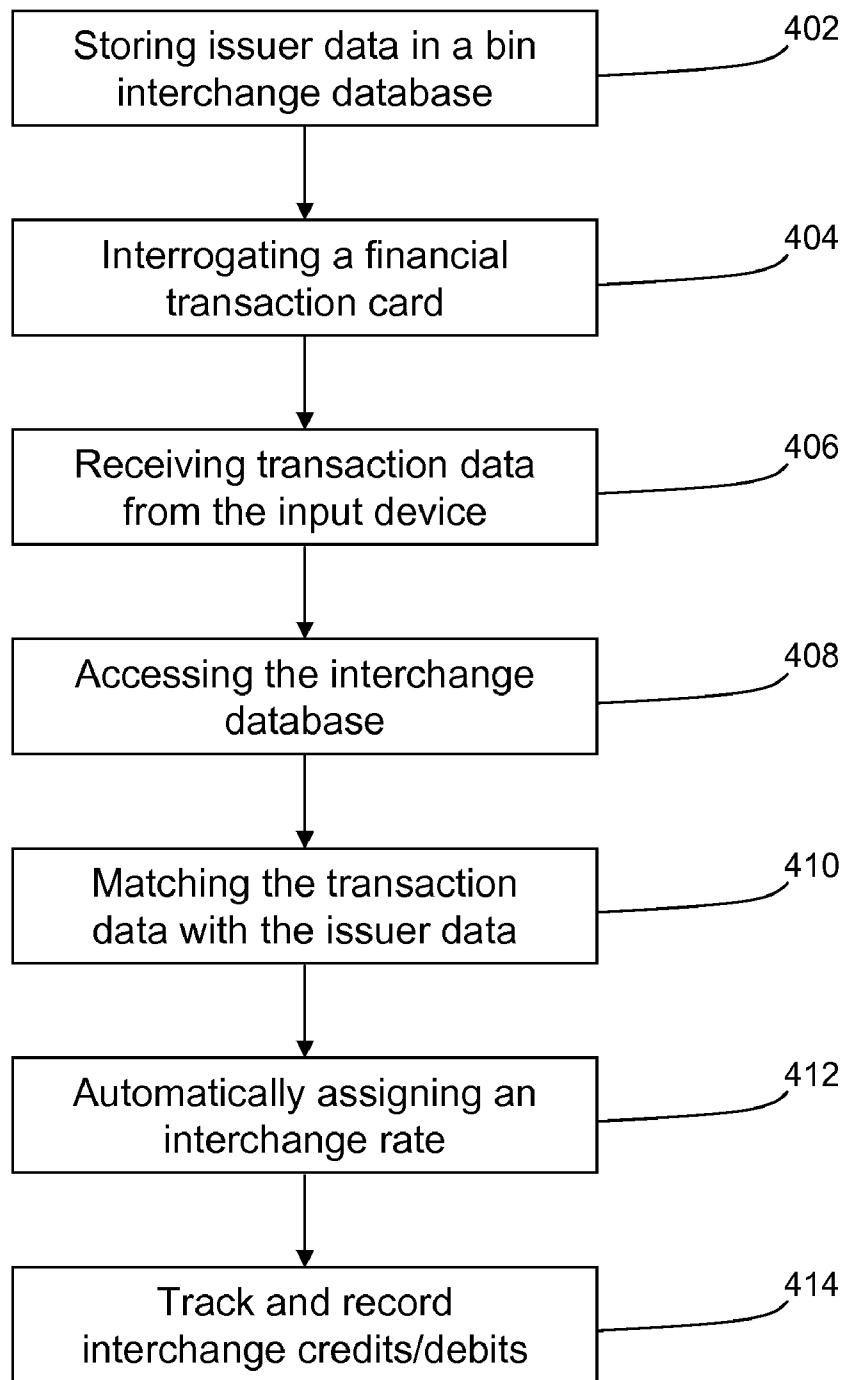 Storing issuer data in a bin
interchange database
402
Interrogating a financial
transaction card
404
Receiving transaction data
from the input device
406
Accessing the interchange
database
408
Matching the transaction
data with the issuer data
410
Automatically assigning an
interchange rate
412
Track and record
interchange credits/debits
414